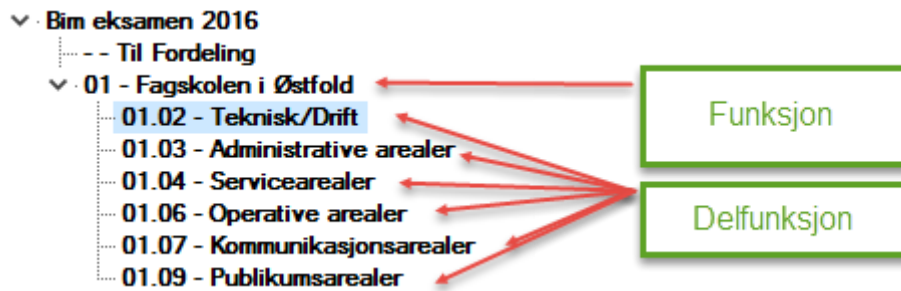 Bim eksamen 2016
- - Til Fordeling
01 - Fagskolen i Østfold
01.02 - Teknisk/Drift
01.03 - Administrative arealer
01.04 - Servicearealer
01.06 - Operative arealer
01.07 - Kommunikasjonsarealer
01.09 - Publikumsarealer
Funksjon
Delfunksjon